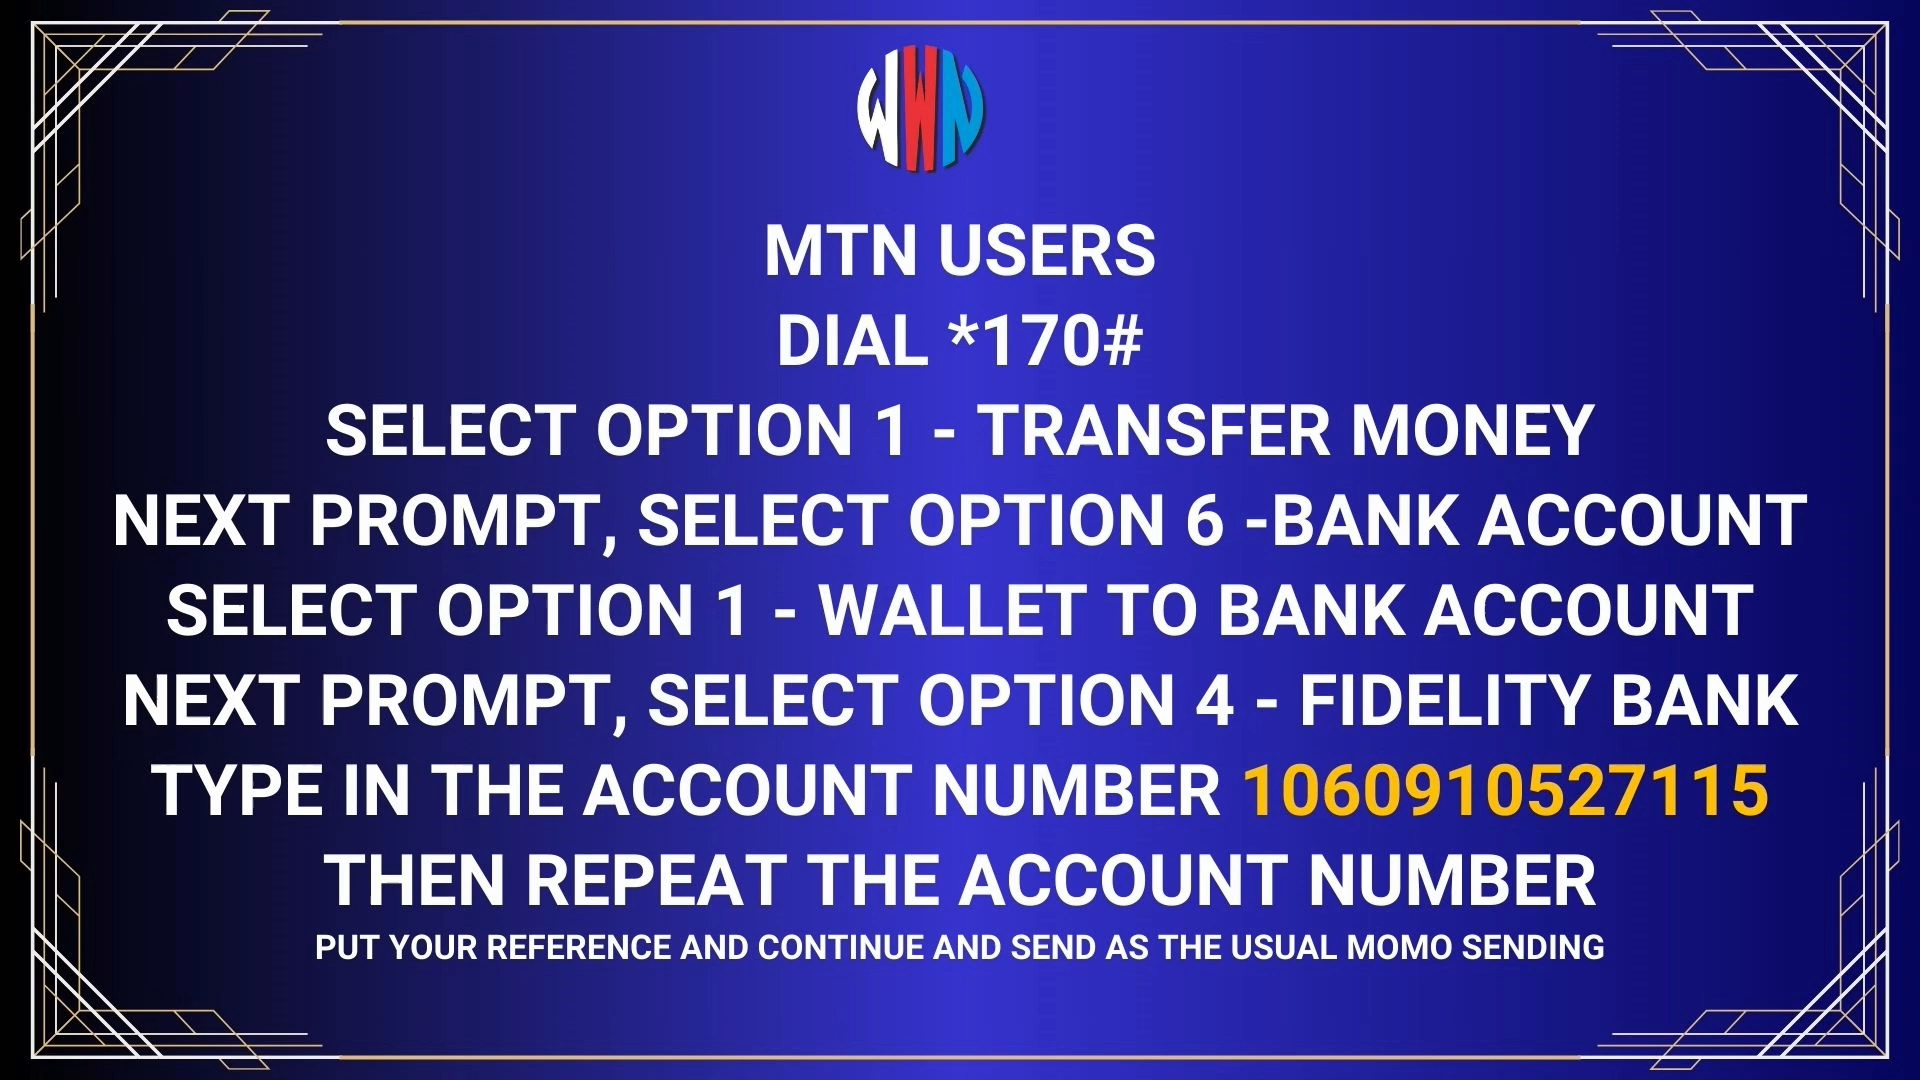 WWN
MTN USERS
DIAL *170#
SELECT OPTION 1 - TRANSFER MONEY
NEXT PROMPT, SELECT OPTION 6 -BANK ACCOUNT
SELECT OPTION 1 - WALLET TO BANK ACCOUNT
NEXT PROMPT, SELECT OPTION 4 - FIDELITY BANK
TYPE IN THE ACCOUNT NUMBER 1060910527115
THEN REPEAT THE ACCOUNT NUMBER
PUT YOUR REFERENCE AND CONTINUE AND SEND AS THE USUAL MOMO SENDING